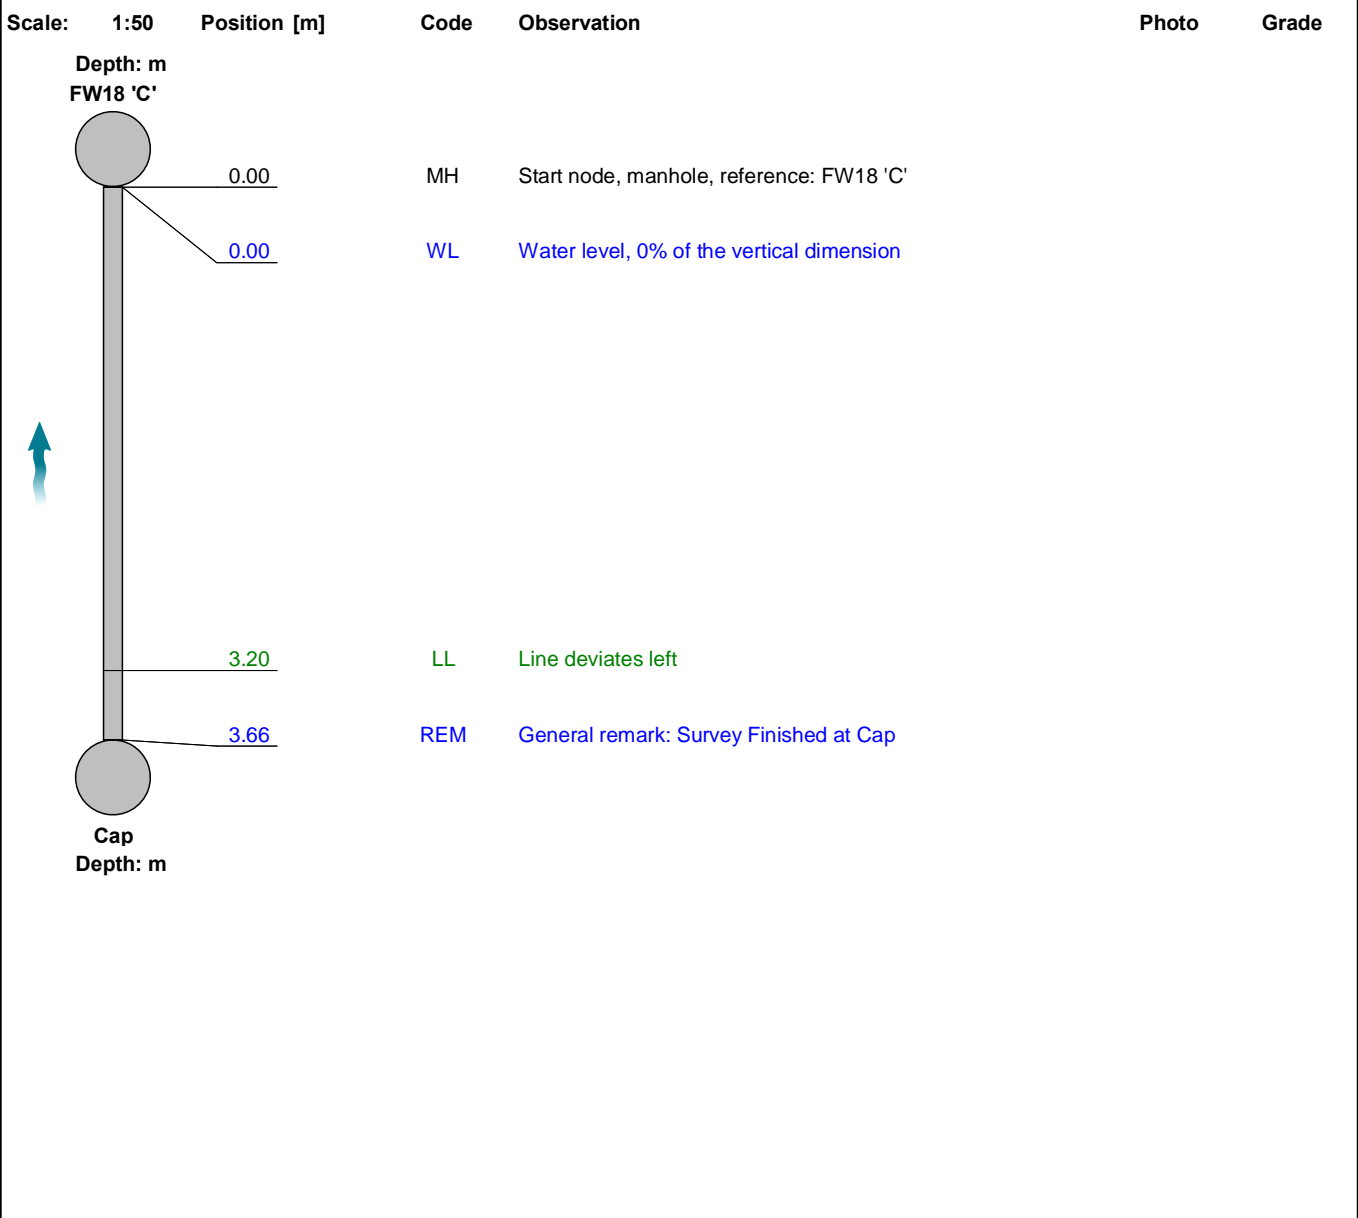 Scale: 1:50 Position [m] Code Observation Photo Grade
Depth: m
FW18 'C'
0.00 MH Start node, manhole, reference: FW18 'C'
0.00 WL Water level, 0% of the vertical dimension
3.20 LL Line deviates left
3.66 REM General remark: Survey Finished at Cap
Cap
Depth: m